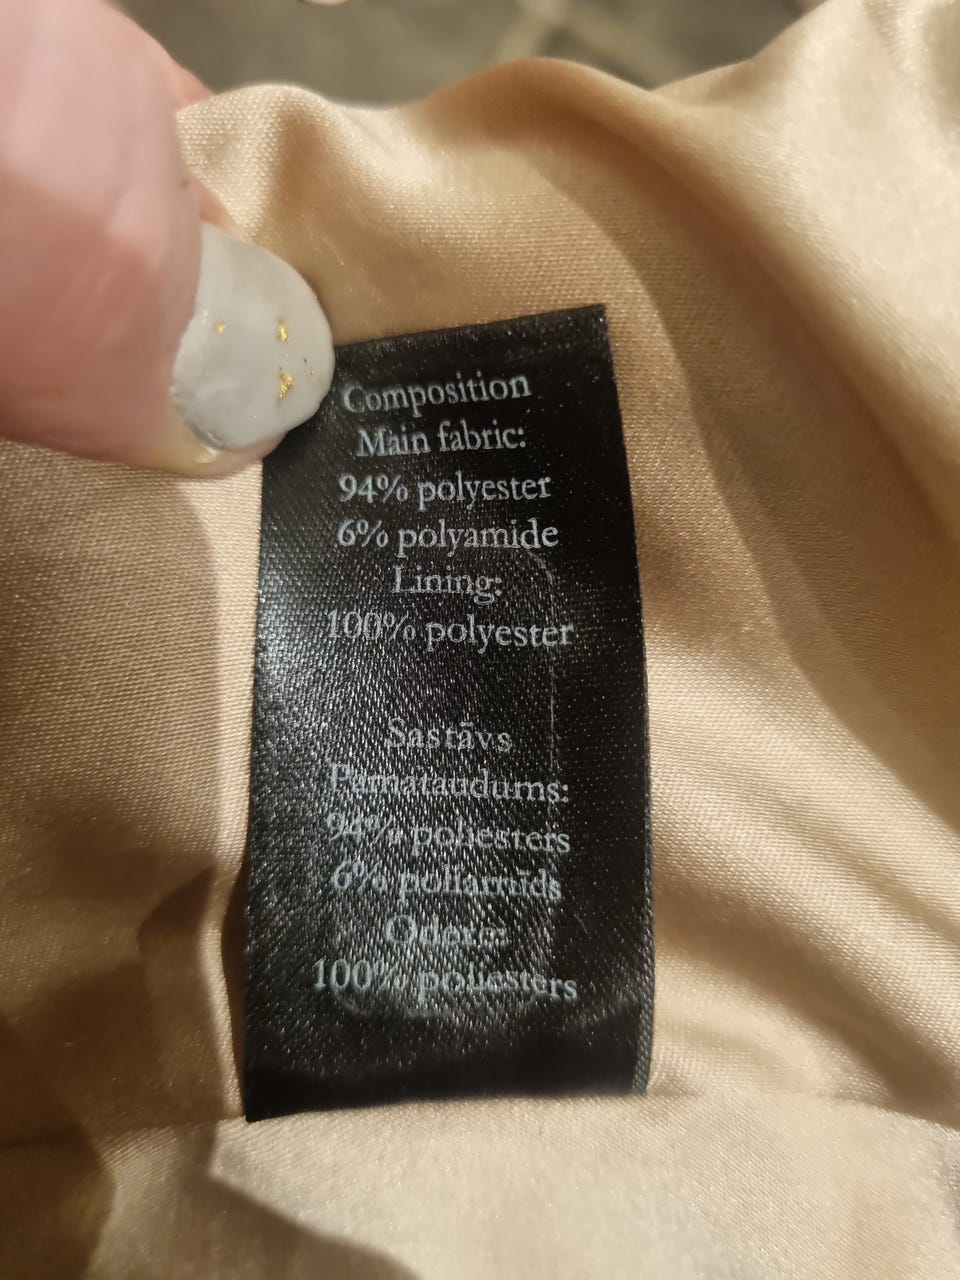 Composition
Main fabric:
94% polyester
6% polyamide
Lining:
100% polyester
Sastāvs
Pamataudums:
94% poliesters
6% poliamīds
Odere:
100% poliesters